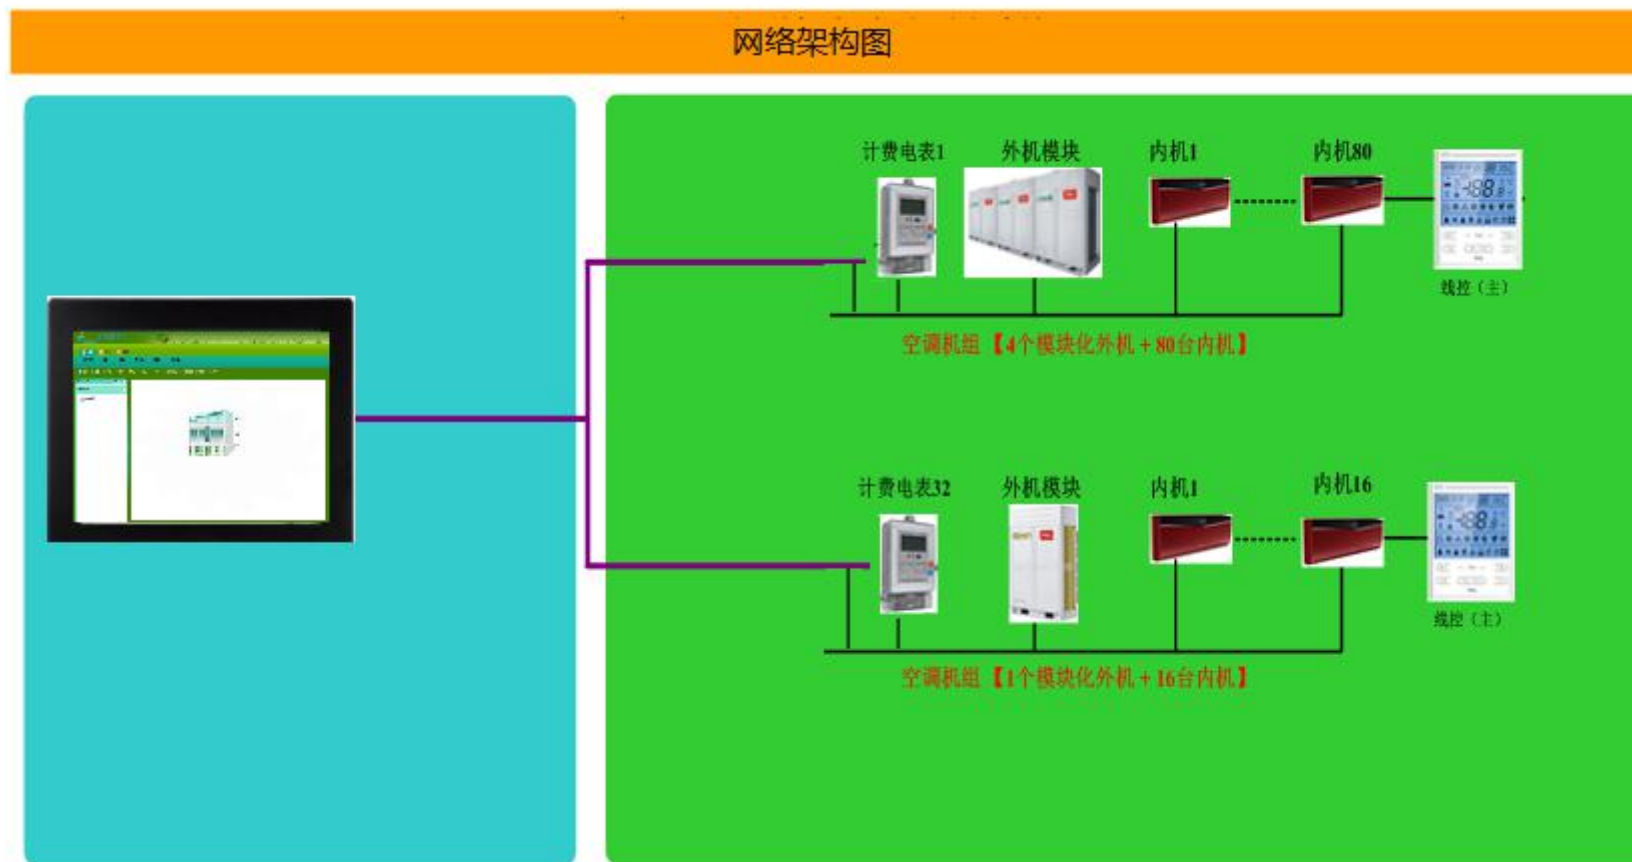 网络架构图
计费电表1
外机模块
内机1
内机80
线控（主）
空调机组【4个模块化外机＋80台内机】
计费电表32
外机模块
内机1
内机16
线控（主）
空调机组【1个模块化外机＋16台内机】